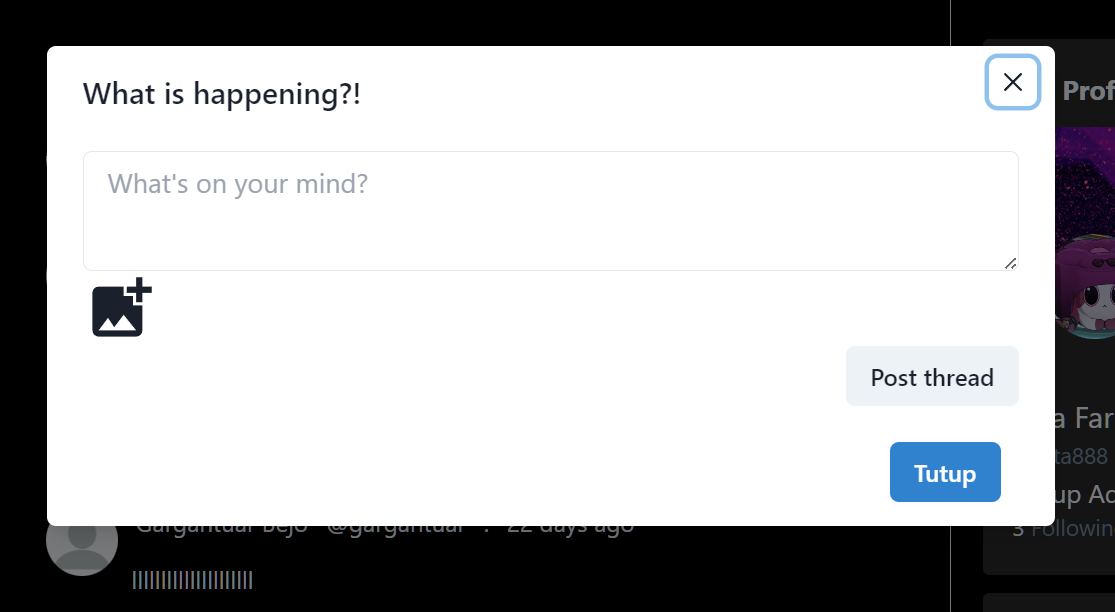 What is happening?!
What's on your mind?
Post thread
Tutup
Prof
a Far
ta888
up Ac
3 Followin
Gargantuar Bejo @gargantuar . 22 days ago
||||||||||||||||||||